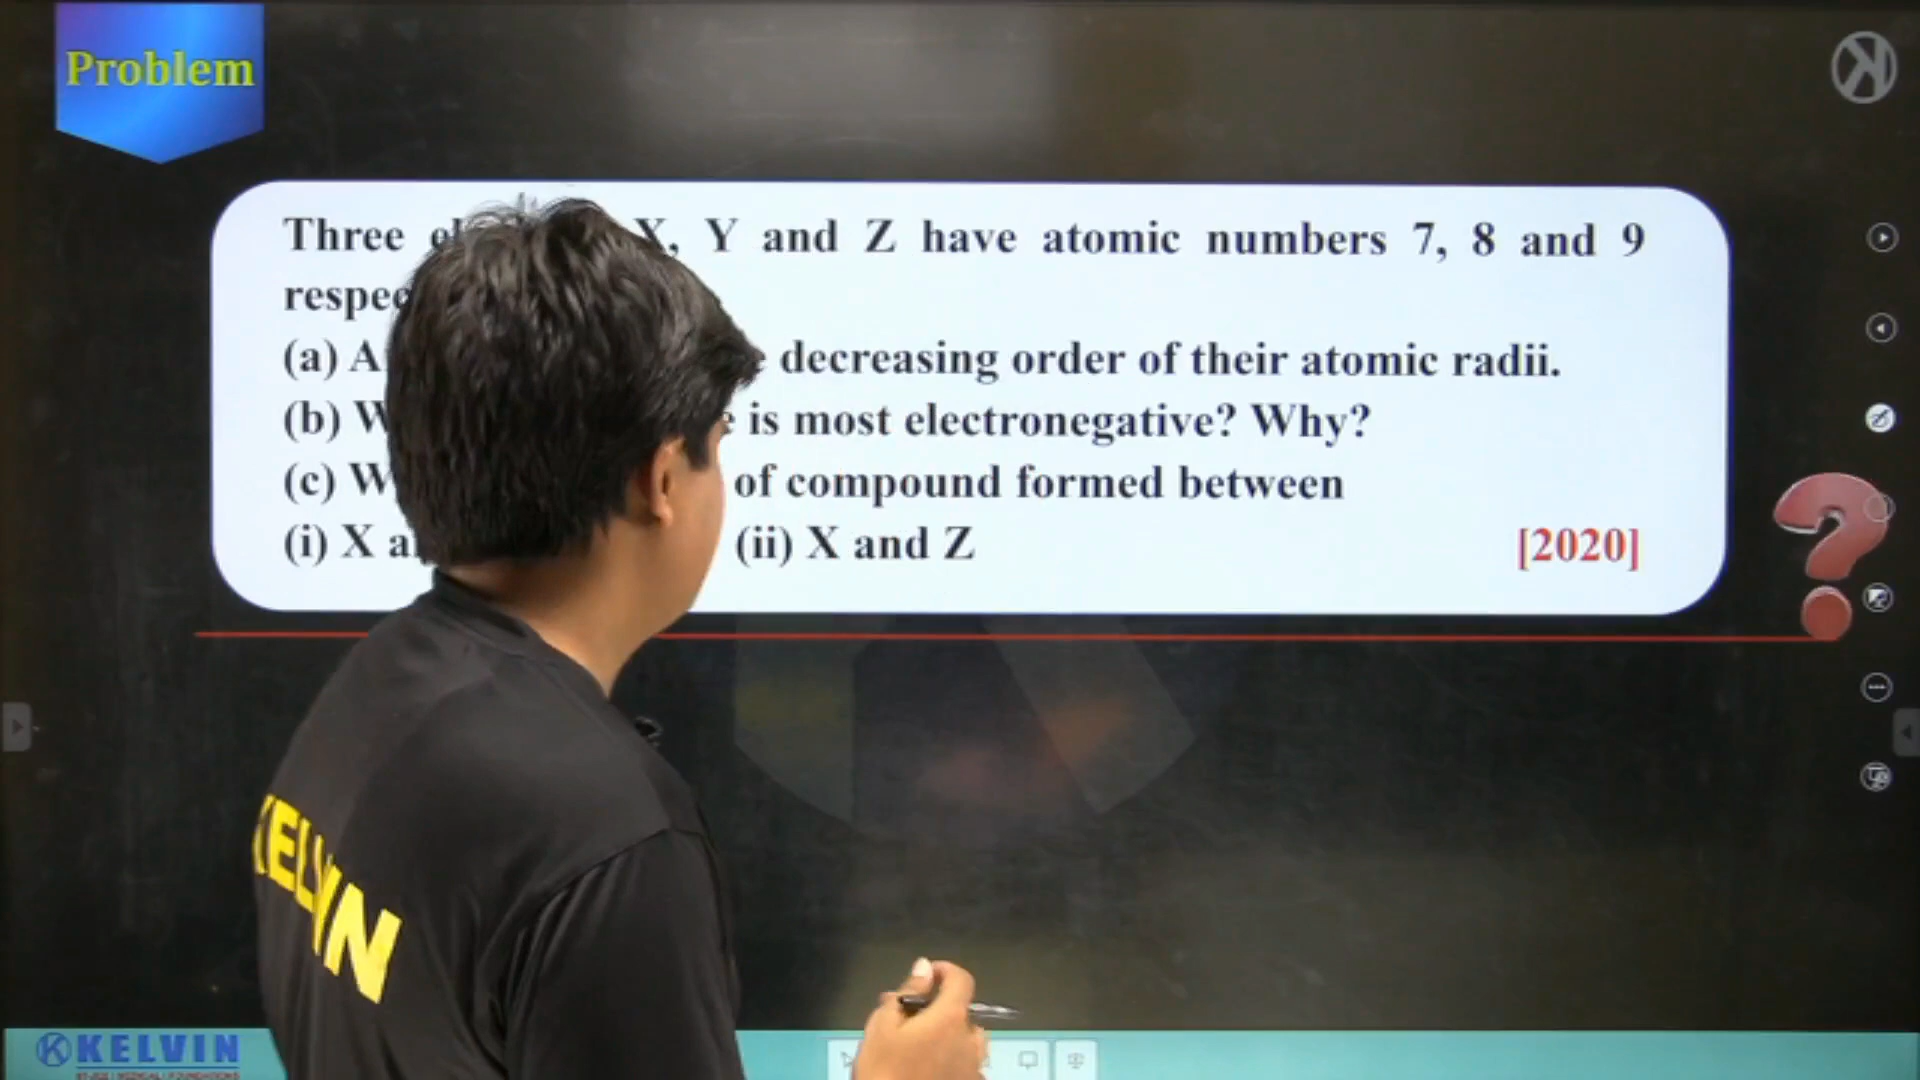 Problem
Three X, Y and Z have atomic numbers 7, 8 and 9
(a) decreasing order of their atomic radii.
(b) is most electronegative? Why?
(c) of compound formed between
(i) X (ii) X and Z [2020]
KELVIN
KELVIN